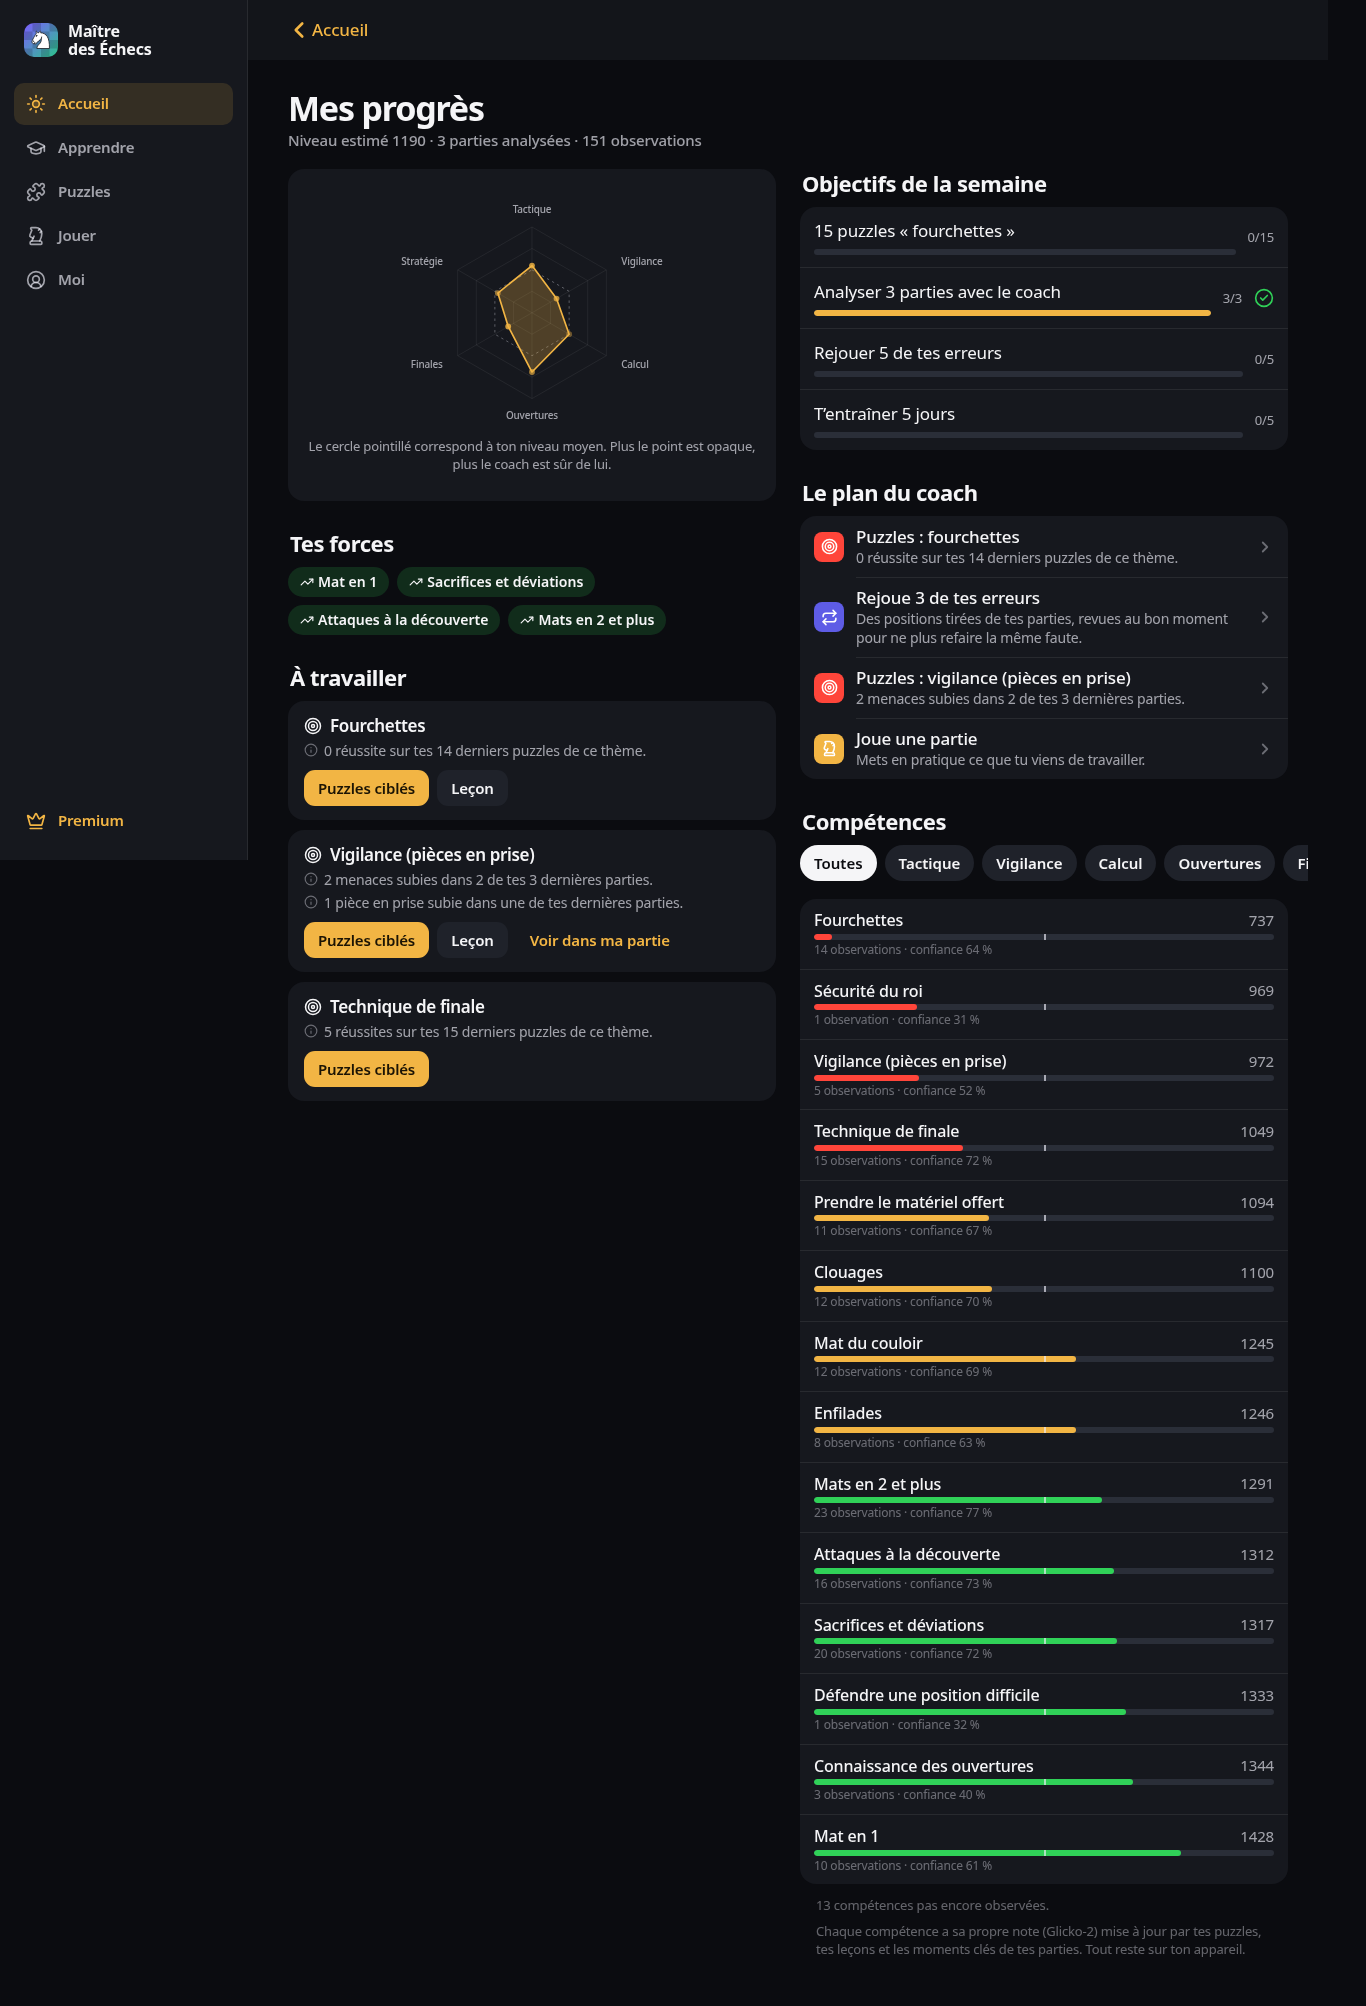 Maître
des Échecs
Accueil
Apprendre
Puzzles
Jouer
Moi
Premium
Accueil
Mes progrès
Niveau estimé 1190 · 3 parties analysées · 151 observations
Tactique
Stratégie
Vigilance
Finales
Calcul
Ouvertures
Le cercle pointillé correspond à ton niveau moyen. Plus le point est opaque,
plus le coach est sûr de lui.
Tes forces
Mat en 1
Sacrifices et déviations
Attaques à la découverte
Mats en 2 et plus
À travailler
Fourchettes
0 réussite sur tes 14 derniers puzzles de ce thème.
Puzzles ciblés
Leçon
Vigilance (pièces en prise)
2 menaces subies dans 2 de tes 3 dernières parties.
1 pièce en prise subie dans une de tes dernières parties.
Puzzles ciblés
Leçon
Voir dans ma partie
Technique de finale
5 réussites sur tes 15 derniers puzzles de ce thème.
Puzzles ciblés
Objectifs de la semaine
15 puzzles « fourchettes »
0/15
Analyser 3 parties avec le coach
3/3
Rejouer 5 de tes erreurs
0/5
T’entraîner 5 jours
0/5
Le plan du coach
Puzzles : fourchettes
0 réussite sur tes 14 derniers puzzles de ce thème.
Rejoue 3 de tes erreurs
Des positions tirées de tes parties, revues au bon moment
pour ne plus refaire la même faute.
Puzzles : vigilance (pièces en prise)
2 menaces subies dans 2 de tes 3 dernières parties.
Joue une partie
Mets en pratique ce que tu viens de travailler.
Compétences
Toutes
Tactique
Vigilance
Calcul
Ouvertures
Fi
Fourchettes
737
14 observations · confiance 64 %
Sécurité du roi
969
1 observation · confiance 31 %
Vigilance (pièces en prise)
972
5 observations · confiance 52 %
Technique de finale
1049
15 observations · confiance 72 %
Prendre le matériel offert
1094
11 observations · confiance 67 %
Clouages
1100
12 observations · confiance 70 %
Mat du couloir
1245
12 observations · confiance 69 %
Enfilades
1246
8 observations · confiance 63 %
Mats en 2 et plus
1291
23 observations · confiance 77 %
Attaques à la découverte
1312
16 observations · confiance 73 %
Sacrifices et déviations
1317
20 observations · confiance 72 %
Défendre une position difficile
1333
1 observation · confiance 32 %
Connaissance des ouvertures
1344
3 observations · confiance 40 %
Mat en 1
1428
10 observations · confiance 61 %
13 compétences pas encore observées.
Chaque compétence a sa propre note (Glicko-2) mise à jour par tes puzzles,
tes leçons et les moments clés de tes parties. Tout reste sur ton appareil.